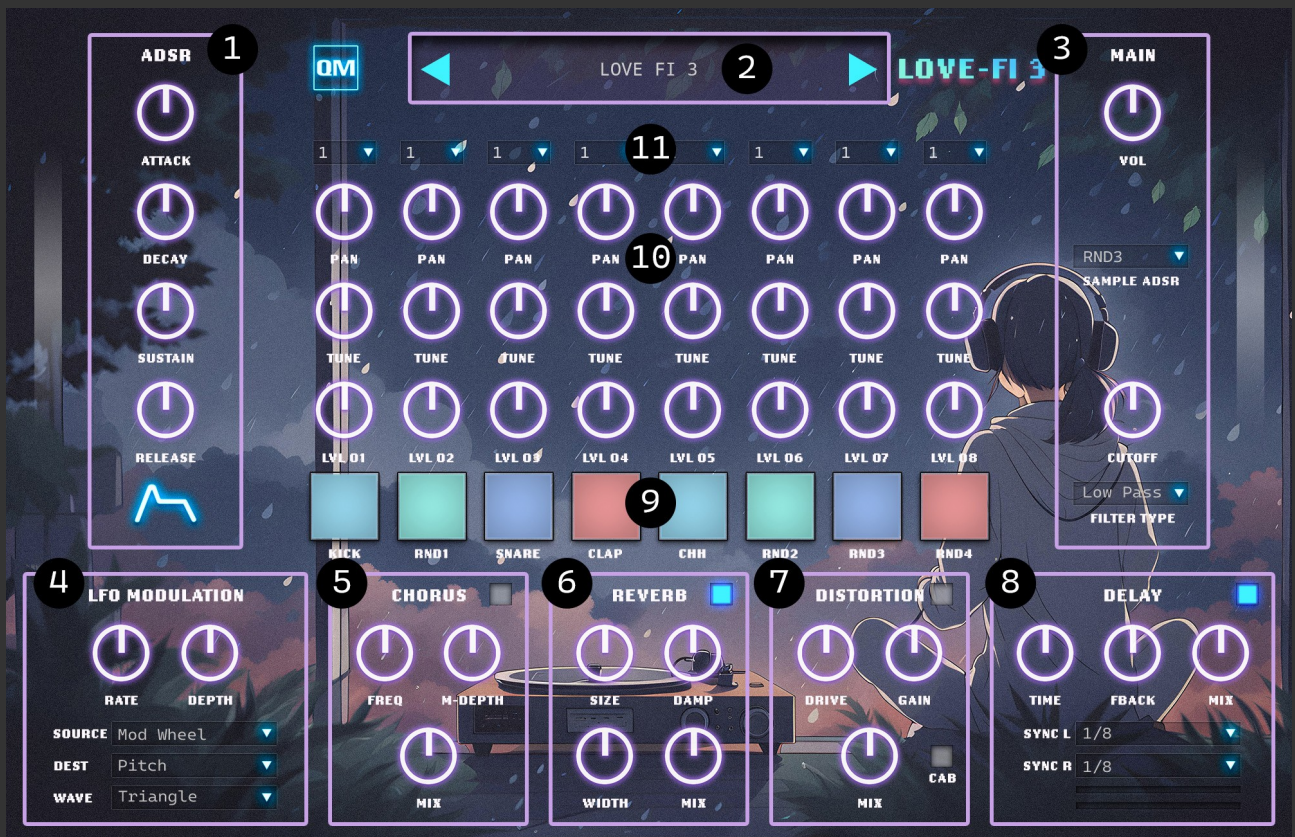 ADSR
1
ATTACK
DECAY
SUSTAIN
RELEASE
QM
LOVE FI 3
2
LOVE-FI 3
3
MAIN
VOL
RND3
SAMPLE ADSR
CUTOFF
Low Pass
FILTER TYPE
1 1 1 1 11 1 1 1
PAN PAN PAN PAN 10 PAN PAN PAN PAN
TUNE TUNE TUNE TUNE TUNE TUNE TUNE TUNE
LVL 01 LVL 02 LVL 03 LVL 04 LVL 05 LVL 06 LVL 07 LVL 08
9
KICK RND1 SNARE CLAP CHH RND2 RND3 RND4
4
LFO MODULATION
RATE DEPTH
SOURCE Mod Wheel
DEST Pitch
WAVE Triangle
5
CHORUS
FREQ M-DEPTH
MIX
6
REVERB
SIZE DAMP
WIDTH MIX
7
DISTORTION
DRIVE GAIN
MIX CAB
8
DELAY
TIME FBACK MIX
SYNC L 1/8
SYNC R 1/8